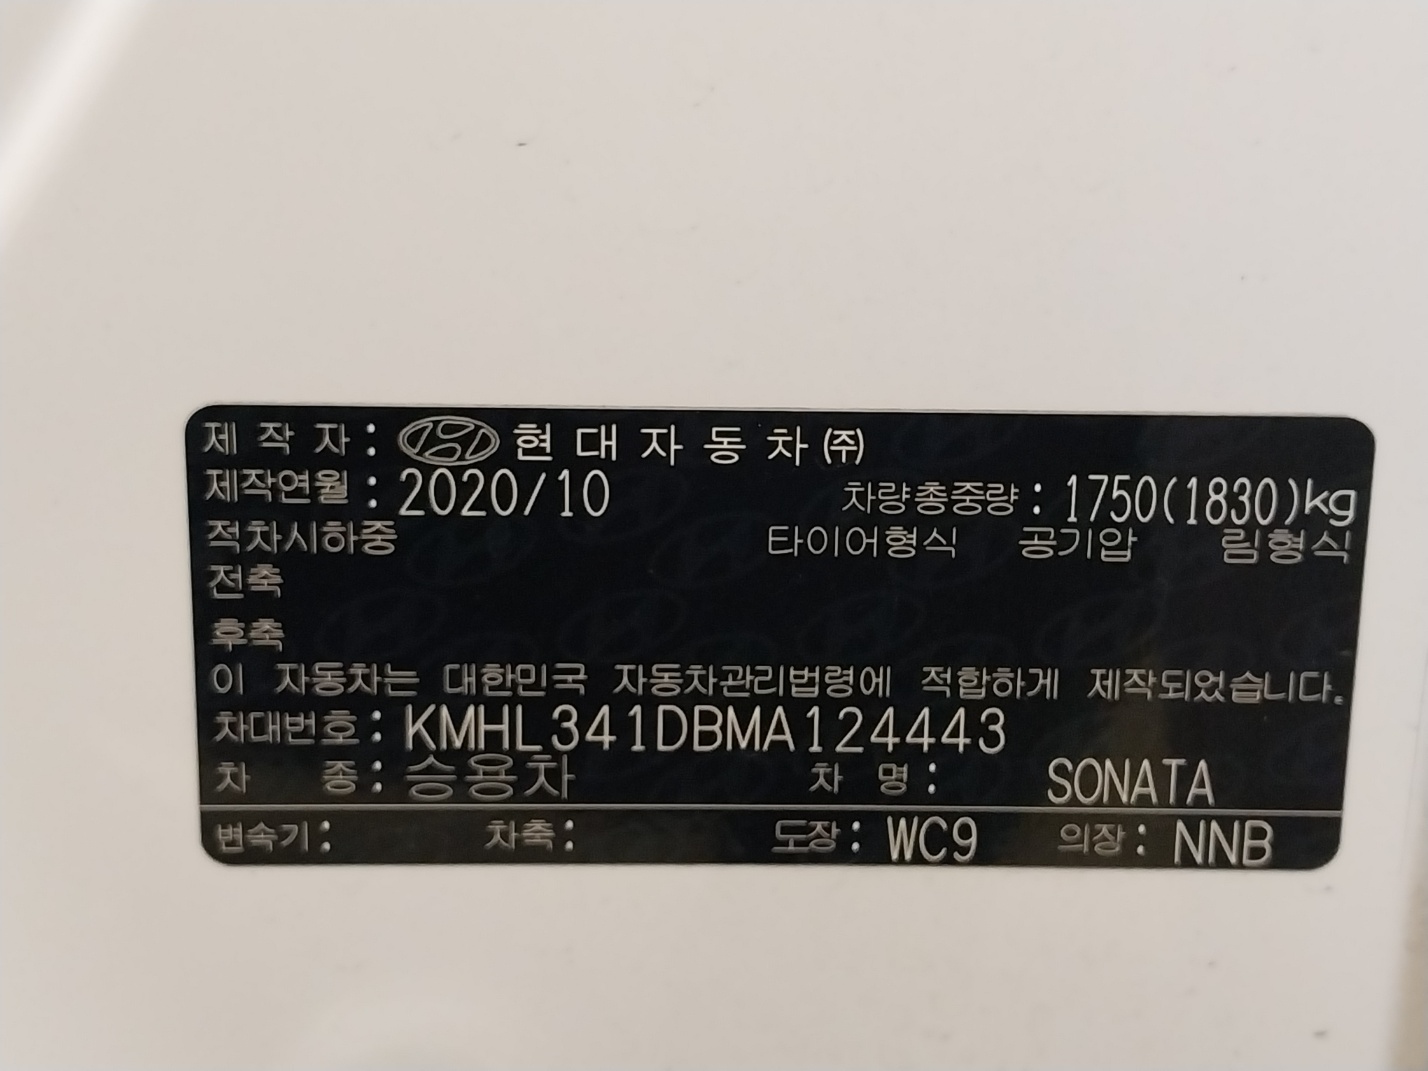 제 작 자 : 현 대 자 동 차 ㈜
제작연월 : 2020/10 차량총중량 : 1750(1830)kg
적차시하중 타이어형식 공기압 림형식
전축
후축
이 자동차는 대한민국 자동차관리법령에 적합하게 제작되었습니다.
차대번호 : KMHL341DBMA124443
차 종 : 승용차 차 명 : SONATA
변속기 : 차축 : 도장 : WC9 의장 : NNB